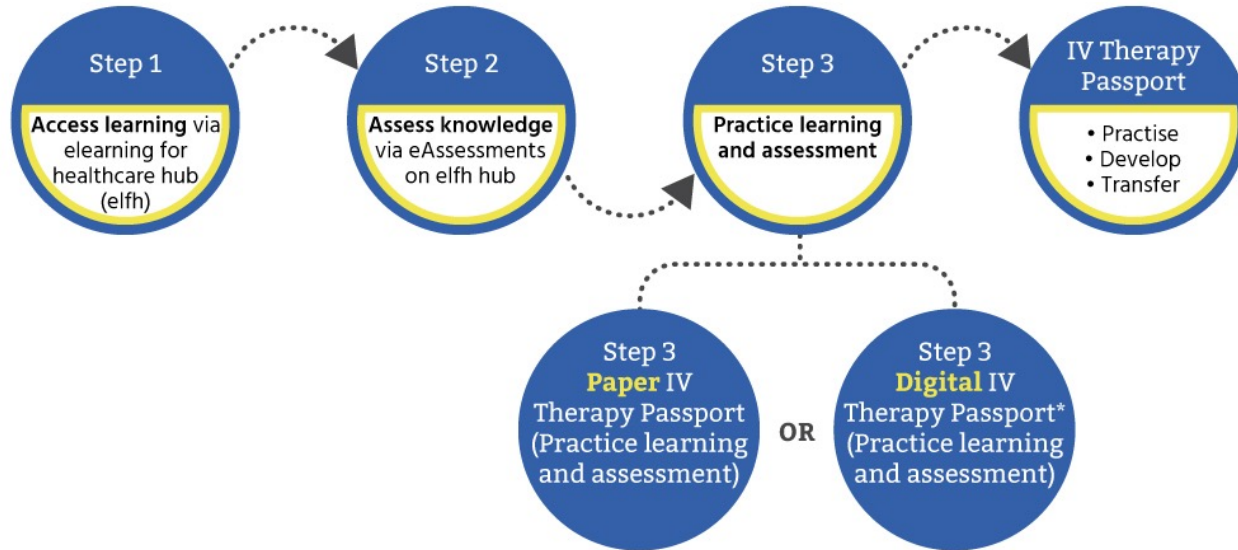 Step 1
Access learning via
elearning for
healthcare hub
(elfh)
Step 2
Assess knowledge
via eAssessments
on elfh hub
Step 3
Practice learning
and assessment
IV Therapy
Passport
• Practise
• Develop
• Transfer
Step 3
Paper IV
Therapy Passport
(Practice learning
and assessment)
OR
Step 3
Digital IV
Therapy Passport*
(Practice learning
and assessment)